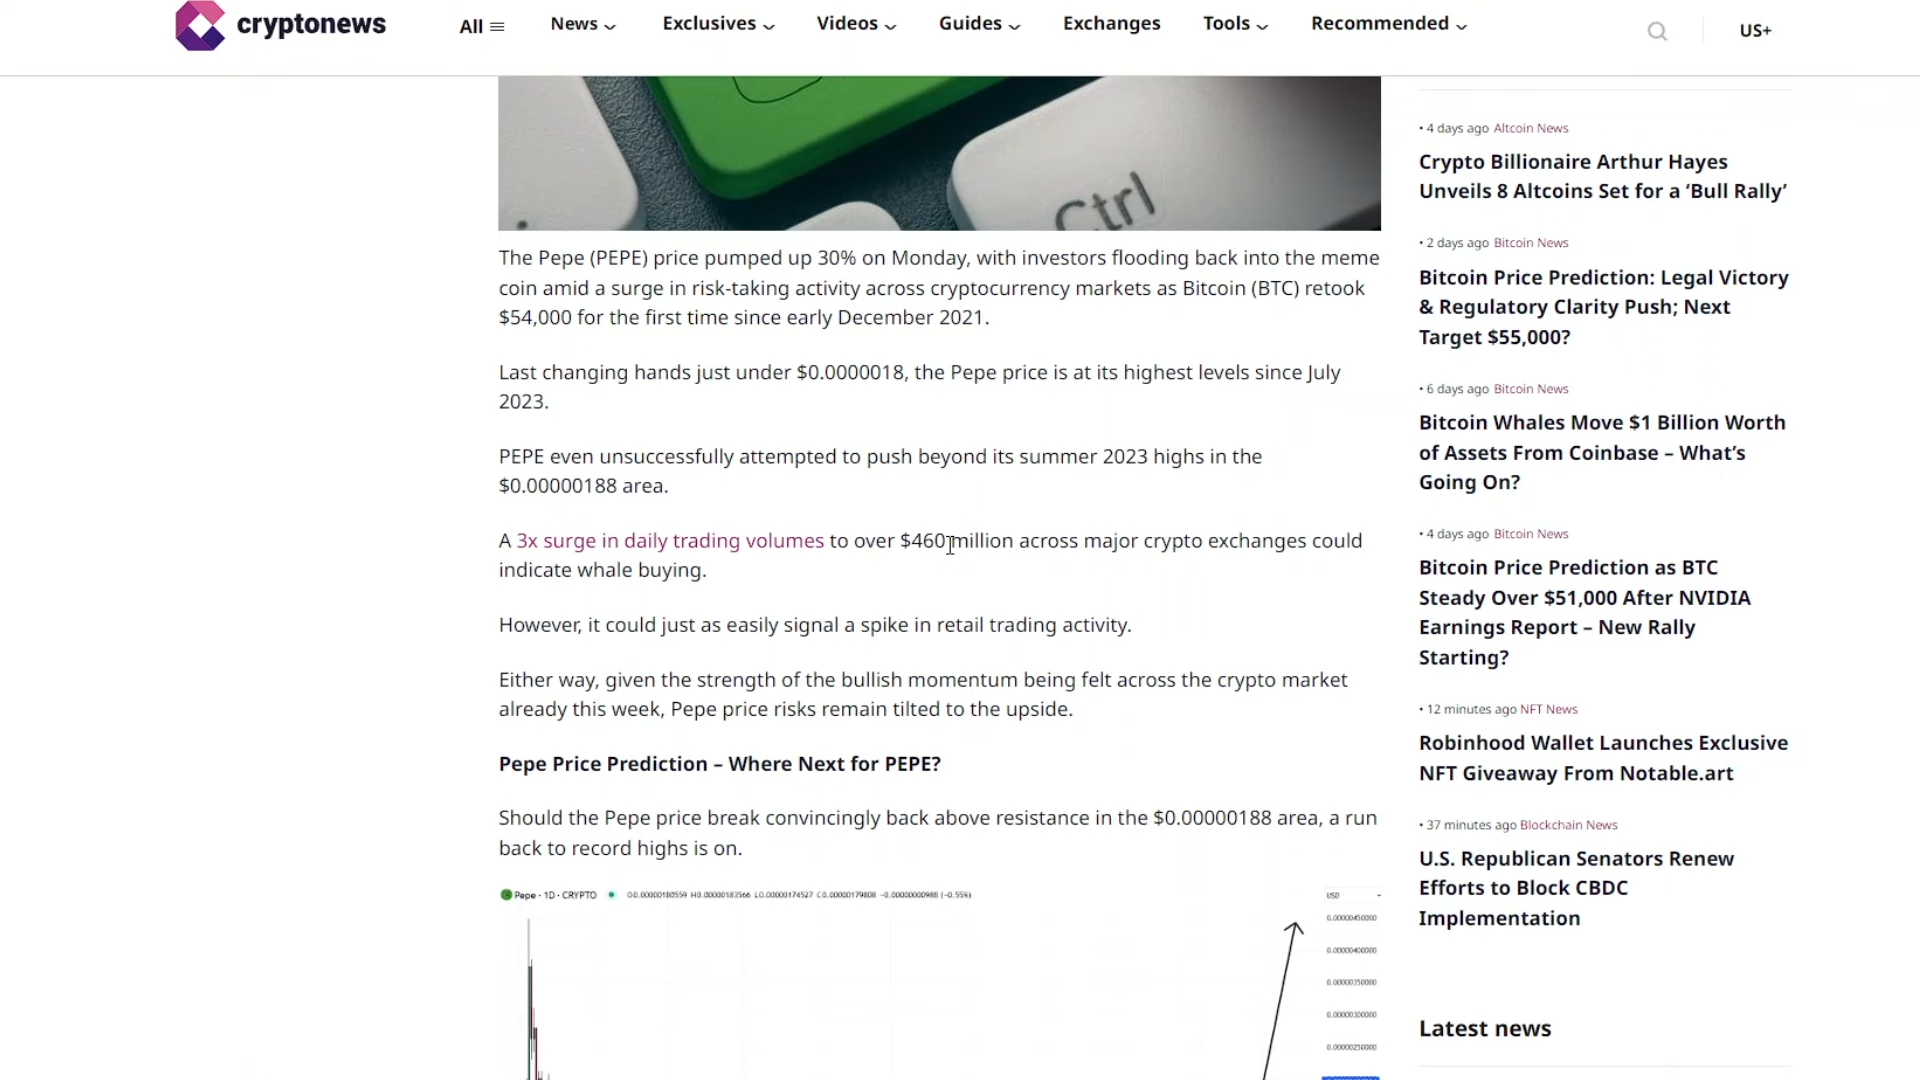 cryptonews
All
News
Exclusives
Videos
Guides
Exchanges
Tools
Recommended
US+
Ctrl
The Pepe (PEPE) price pumped up 30% on Monday, with investors flooding back into the meme
coin amid a surge in risk-taking activity across cryptocurrency markets as Bitcoin (BTC) retook
$54,000 for the first time since early December 2021.
Last changing hands just under $0.0000018, the Pepe price is at its highest levels since July
2023.
PEPE even unsuccessfully attempted to push beyond its summer 2023 highs in the
$0.00000188 area.
A 3x surge in daily trading volumes to over $460 million across major crypto exchanges could
indicate whale buying.
However, it could just as easily signal a spike in retail trading activity.
Either way, given the strength of the bullish momentum being felt across the crypto market
already this week, Pepe price risks remain tilted to the upside.
Pepe Price Prediction – Where Next for PEPE?
Should the Pepe price break convincingly back above resistance in the $0.00000188 area, a run
back to record highs is on.
Pepe · 1D · CRYPTO O0.00000180559 H0.00000183566 L0.00000174527 C0.00000179808 −0.00000000988 (−0.55%)
USD
0.00000450000
0.00000400000
0.00000350000
0.00000300000
0.00000250000
• 4 days ago Altcoin News
Crypto Billionaire Arthur Hayes
Unveils 8 Altcoins Set for a ‘Bull Rally’
• 2 days ago Bitcoin News
Bitcoin Price Prediction: Legal Victory
& Regulatory Clarity Push; Next
Target $55,000?
• 6 days ago Bitcoin News
Bitcoin Whales Move $1 Billion Worth
of Assets From Coinbase – What’s
Going On?
• 4 days ago Bitcoin News
Bitcoin Price Prediction as BTC
Steady Over $51,000 After NVIDIA
Earnings Report – New Rally
Starting?
• 12 minutes ago NFT News
Robinhood Wallet Launches Exclusive
NFT Giveaway From Notable.art
• 37 minutes ago Blockchain News
U.S. Republican Senators Renew
Efforts to Block CBDC
Implementation
Latest news